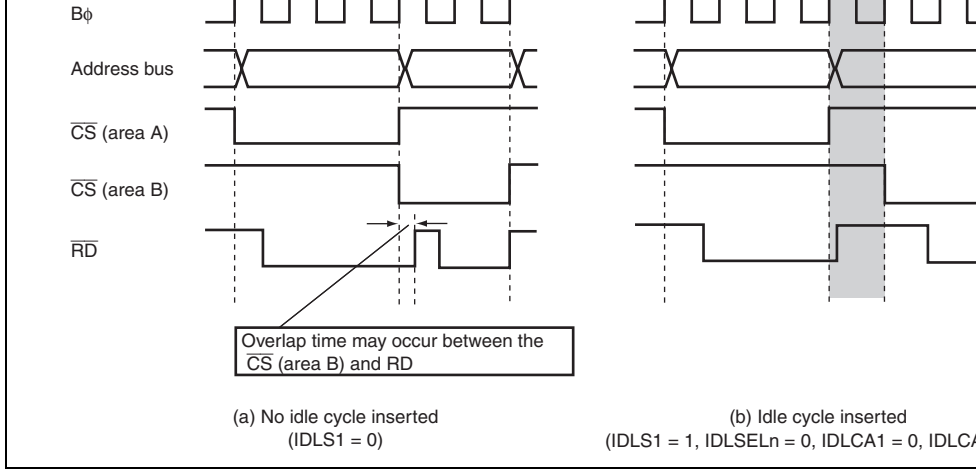 Bϕ
Address bus
CS (area A)
CS (area B)
RD
Overlap time may occur between the
CS (area B) and RD
(a) No idle cycle inserted
(IDLS1 = 0)
(b) Idle cycle inserted
(IDLS1 = 1, IDLSELn = 0, IDLCA1 = 0, IDLCA